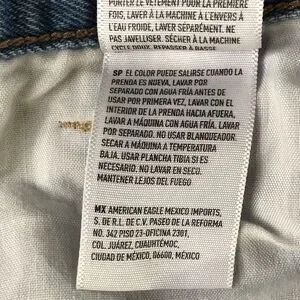 PORTER LE VÊTEMENT POUR LA PREMIÈRE
FOIS, LAVER À LA MACHINE À L'ENVERS À
L'EAU FROIDE, LAVER SÉPARÉMENT. NE
PAS JAVELLISER. SÉCHER À LA MACHINE
CYCLE DOUX. REPASSER À BASSE
SP EL COLOR PUEDE SALIRSE CUANDO LA
PRENDA ES NUEVA, LAVAR POR
SEPARADO CON AGUA FRÍA ANTES DE
USAR POR PRIMERA VEZ, LAVAR CON EL
INTERIOR DE LA PRENDA HACIA AFUERA,
LAVAR A MÁQUINA CON AGUA FRÍA, LAVAR
POR SEPARADO. NO USAR BLANQUEADOR.
SECAR A MÁQUINA A TEMPERATURA
BAJA. USAR PLANCHA TIBIA SI ES
NECESARIO. NO LAVAR EN SECO.
MANTENER LEJOS DEL FUEGO
MX AMERICAN EAGLE MEXICO IMPORTS,
S. DE R.L. DE C.V. PASEO DE LA REFORMA
NO. 342 PISO 23-OFICINA 2301,
COL. JUÁREZ, CUAUHTÉMOC,
CIUDAD DE MÉXICO, 06600, MÉXICO